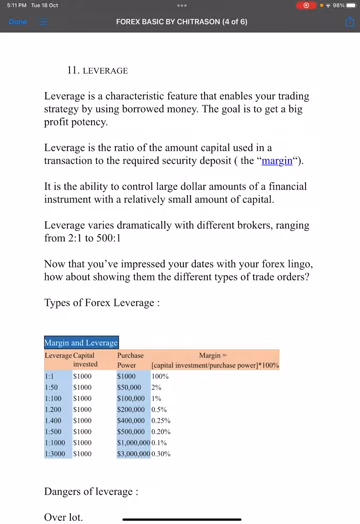 5:11 PM Tue 18 Oct
98%
Done
FOREX BASIC BY CHITRASON (4 of 6)
11. LEVERAGE
Leverage is a characteristic feature that enables your trading
strategy by using borrowed money. The goal is to get a big
profit potency.
Leverage is the ratio of the amount capital used in a
transaction to the required security deposit ( the “margin“).
It is the ability to control large dollar amounts of a financial
instrument with a relatively small amount of capital.
Leverage varies dramatically with different brokers, ranging
from 2:1 to 500:1
Now that you’ve impressed your dates with your forex lingo,
how about showing them the different types of trade orders?
Types of Forex Leverage :
Margin and Leverage
Leverage Capital invested Purchase Power Margin = [capital investment/purchase power]*100%
1:1 $1000 $1000 100%
1:50 $1000 $50,000 2%
1:100 $1000 $100,000 1%
1.200 $1000 $200,000 0.5%
1.400 $1000 $400,000 0.25%
1:500 $1000 $500,000 0.20%
1:1000 $1000 $1,000,000 0.1%
1:3000 $1000 $3,000,000 0.30%
Dangers of leverage :
Over lot.